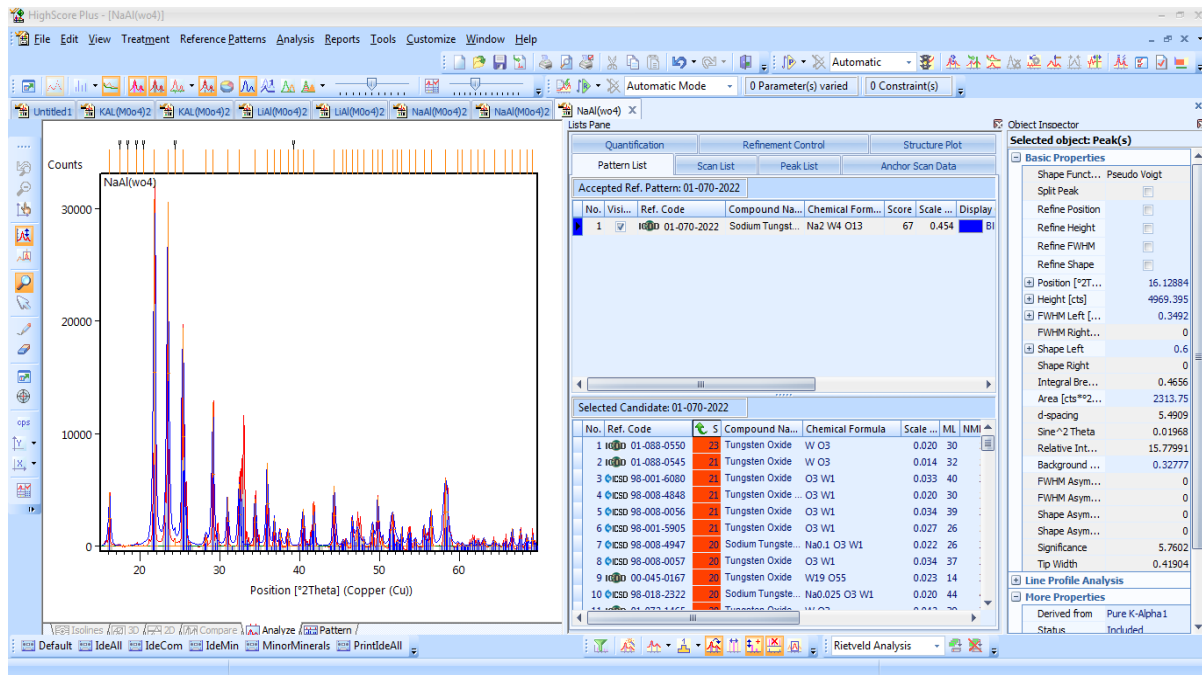 HighScore Plus - [NaAl(wo4)]
File Edit View Treatment Reference Patterns Analysis Reports Tools Customize Window Help
Automatic
Automatic Mode 0 Parameter(s) varied 0 Constraint(s)
Untitled1 KAL(MOo4)2 KAL(MOo4)2 LiAl(MOo4)2 LiAl(MOo4)2 NaAl(MOo4)2 NaAl(MOo4)2 NaAl(wo4) X
Counts
NaAl(wo4)
30000
20000
10000
0
20 30 40 50 60
Position [°2Theta] (Copper (Cu))
Isolines 3D 2D Compare Analyze Pattern
cps
Lists Pane
Quantification Refinement Control Structure Plot
Pattern List Scan List Peak List Anchor Scan Data
Accepted Ref. Pattern: 01-070-2022
No. Visi... Ref. Code Compound Na... Chemical Form... Score Scale ... Display
1 ICDD 01-070-2022 Sodium Tungst... Na2 W4 O13 67 0.454 Bl
Selected Candidate: 01-070-2022
No. Ref. Code S Compound Na... Chemical Formula Scale ... ML NMI
1 ICDD 01-088-0550 23 Tungsten Oxide W O3 0.020 30
2 ICDD 01-088-0545 21 Tungsten Oxide W O3 0.014 32
3 ICSD 98-001-6080 21 Tungsten Oxide O3 W1 0.033 40
4 ICSD 98-008-4848 21 Tungsten Oxide ... O3 W1 0.020 30
5 ICSD 98-008-0056 21 Tungsten Oxide O3 W1 0.034 39
6 ICSD 98-001-5905 21 Tungsten Oxide O3 W1 0.027 26
7 ICSD 98-008-4947 20 Sodium Tungste... Na0.1 O3 W1 0.022 26
8 ICSD 98-008-0057 20 Tungsten Oxide O3 W1 0.034 37
9 ICDD 00-045-0167 20 Tungsten Oxide W19 O55 0.023 14
10 ICSD 98-018-2322 20 Sodium Tungste... Na0.025 O3 W1 0.020 44
Object Inspector
Selected object: Peak(s)
Basic Properties
Shape Funct... Pseudo Voigt
Split Peak
Refine Position
Refine Height
Refine FWHM
Refine Shape
Position [°2T... 16.12884
Height [cts] 4969.395
FWHM Left [... 0.3492
FWHM Right... 0
Shape Left 0.6
Shape Right 0
Integral Bre... 0.4656
Area [cts*°2... 2313.75
d-spacing 5.4909
Sine^2 Theta 0.01968
Relative Int... 15.77991
Background ... 0.32777
FWHM Asym... 0
FWHM Asym... 0
Shape Asym... 0
Shape Asym... 0
Significance 5.7602
Tip Width 0.41904
Line Profile Analysis
More Properties
Derived from Pure K-Alpha1
Status Included
Default IdeAll IdeCom IdeMin MinorMinerals PrintIdeAll
Rietveld Analysis